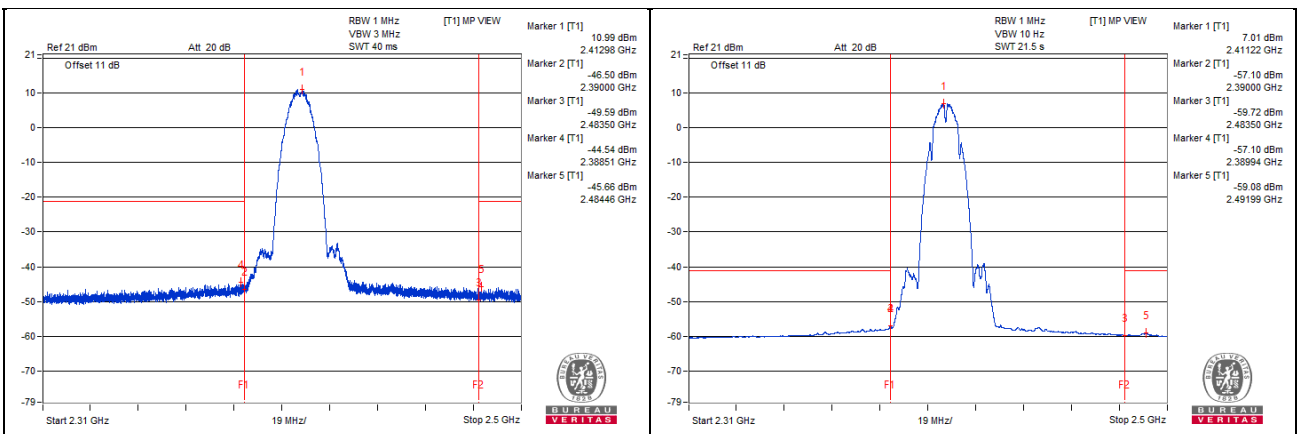 RBW 1 MHz [T1] MP VIEW
VBW 3 MHz
Ref 21 dBm Att 20 dB SWT 40 ms
Offset 11 dB
Marker 1 [T1]
10.99 dBm
2.41298 GHz
Marker 2 [T1]
-46.50 dBm
2.39000 GHz
Marker 3 [T1]
-49.59 dBm
2.48350 GHz
Marker 4 [T1]
-44.54 dBm
2.38851 GHz
Marker 5 [T1]
-45.66 dBm
2.48446 GHz
21
10
0
-10
-20
-30
-40
-50
-60
-70
-79
1
4
2
5
3
F1
F2
Start 2.31 GHz 19 MHz/ Stop 2.5 GHz
BUREAU VERITAS
1828
BUREAU
VERITAS
RBW 1 MHz [T1] MP VIEW
VBW 10 Hz
Ref 21 dBm Att 20 dB SWT 21.5 s
Offset 11 dB
Marker 1 [T1]
7.01 dBm
2.41122 GHz
Marker 2 [T1]
-57.10 dBm
2.39000 GHz
Marker 3 [T1]
-59.72 dBm
2.48350 GHz
Marker 4 [T1]
-57.10 dBm
2.38994 GHz
Marker 5 [T1]
-59.08 dBm
2.49199 GHz
21
10
0
-10
-20
-30
-40
-50
-60
-70
-79
1
3
5
F1
F2
Start 2.31 GHz 19 MHz/ Stop 2.5 GHz
BUREAU VERITAS
1828
BUREAU
VERITAS